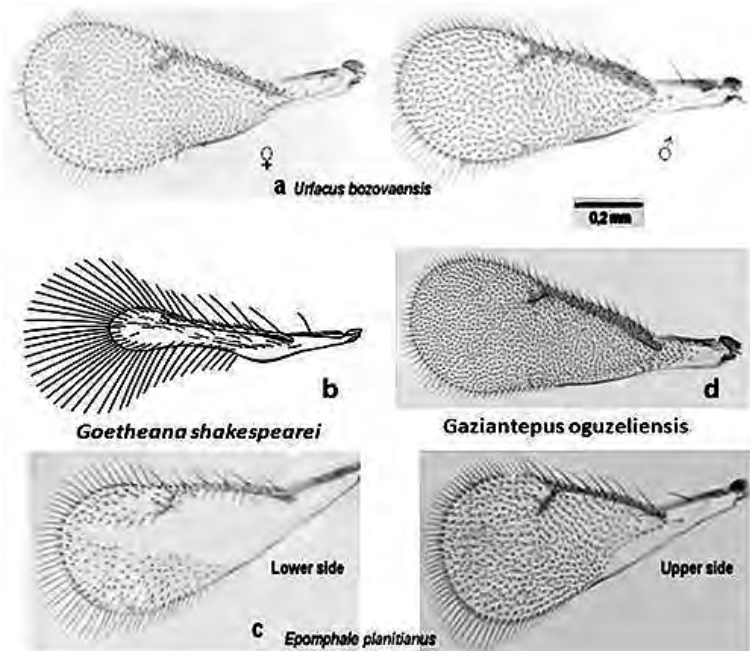 ♀
♂
a Urfacus bozovaensis
0,2 mm
b
d
Goetheana shakespearei
Gaziantepus oguzeliensis
Lower side
Upper side
c Epomphale planitianus